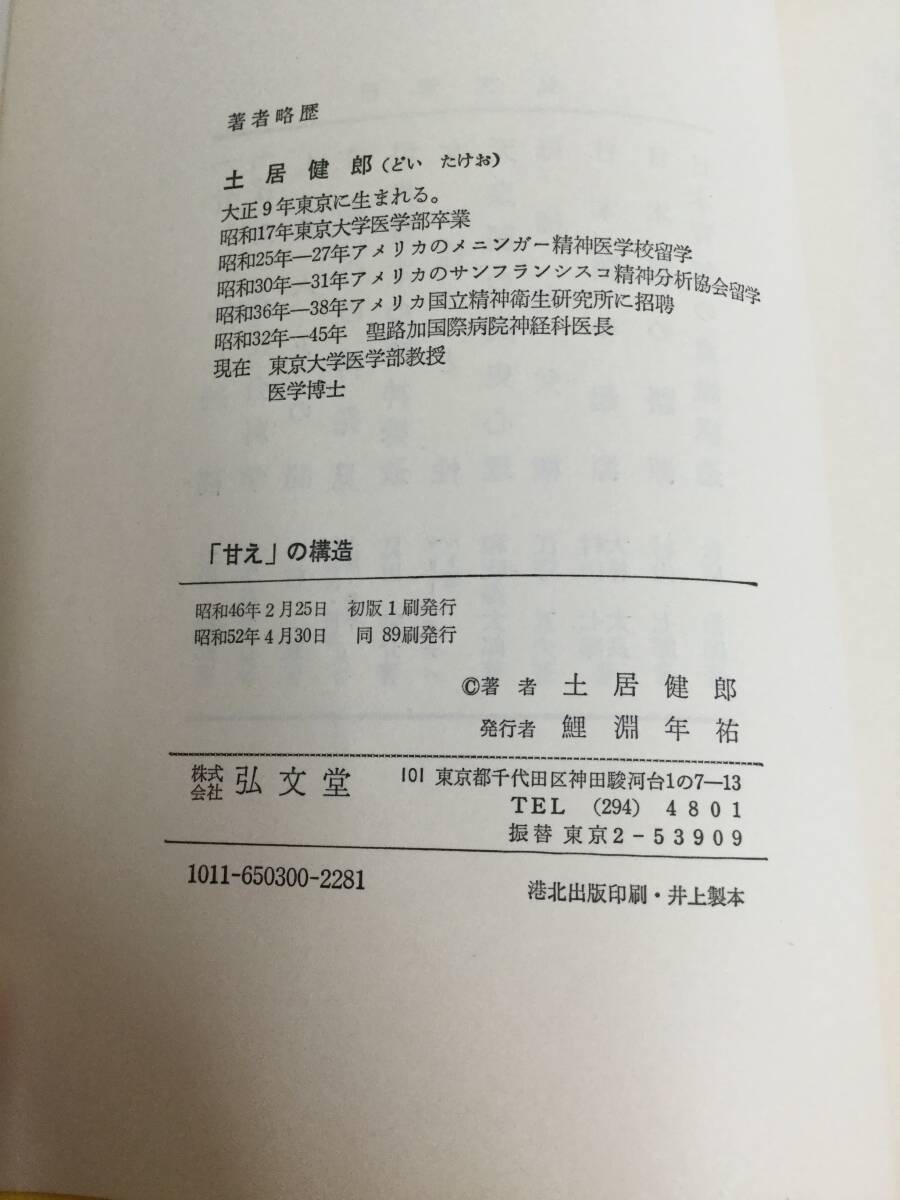 著者略歴
土居健郎（どい たけお）
大正9年東京に生まれる。
昭和17年東京大学医学部卒業
昭和25年―27年アメリカのメニンガー精神医学校留学
昭和30年―31年アメリカのサンフランシスコ精神分析協会留学
昭和36年―38年アメリカ国立精神衛生研究所に招聘
昭和32年―45年 聖路加国際病院神経科医長
現在 東京大学医学部教授
医学博士
「甘え」の構造
昭和46年2月25日 初版1刷発行
昭和52年4月30日 同 89刷発行
©著者 土居健郎
発行者 鯉淵年祐
株式会社 弘文堂
101 東京都千代田区神田駿河台1の7―13
TEL (294) 4801
振替 東京2-53909
1011-650300-2281
港北出版印刷・井上製本